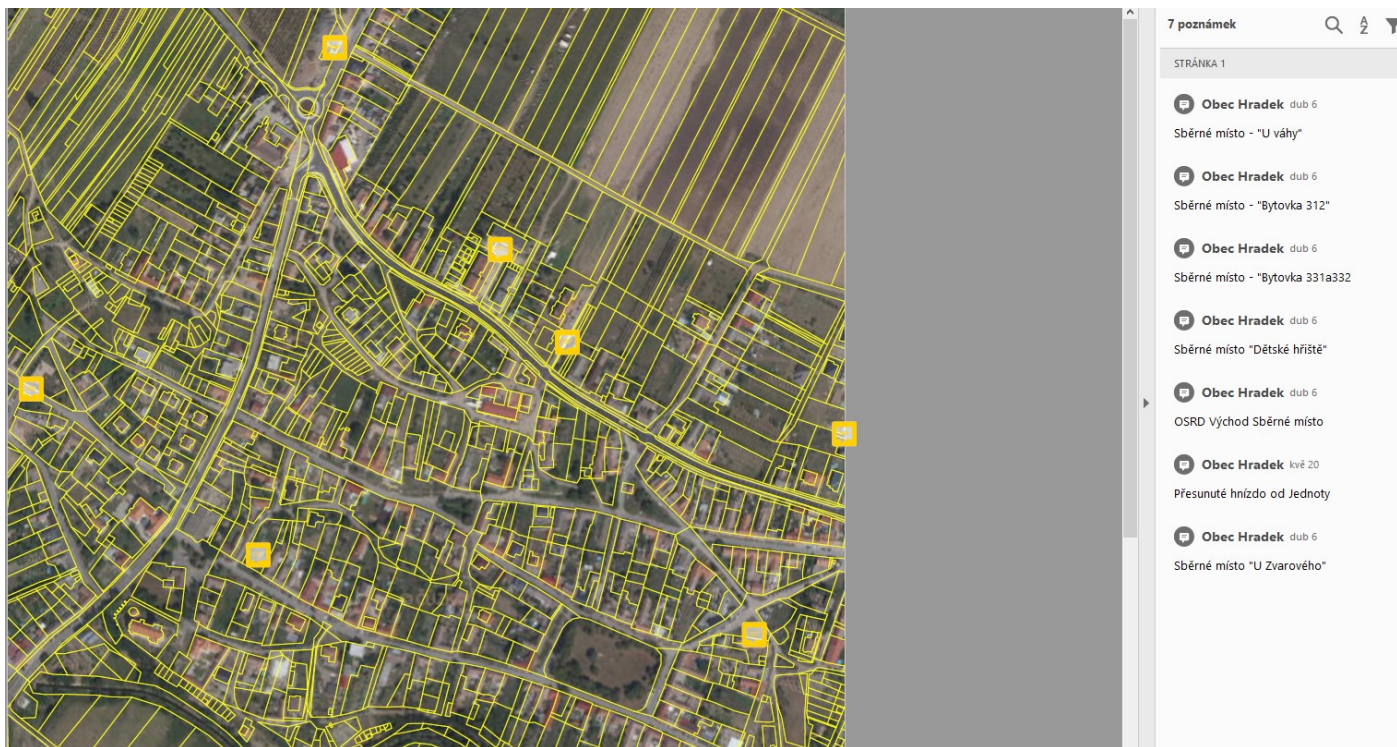 7 poznámek
STRÁNKA 1
Obec Hradek dub 6
Sběrné místo - "U váhy"
Obec Hradek dub 6
Sběrné místo - "Bytovka 312"
Obec Hradek dub 6
Sběrné místo - "Bytovka 331a332
Obec Hradek dub 6
Sběrné místo "Dětské hřiště"
Obec Hradek dub 6
OSRD Východ Sběrné místo
Obec Hradek kvě 20
Přesunuté hnízdo od Jednoty
Obec Hradek dub 6
Sběrné místo "U Zvarového"